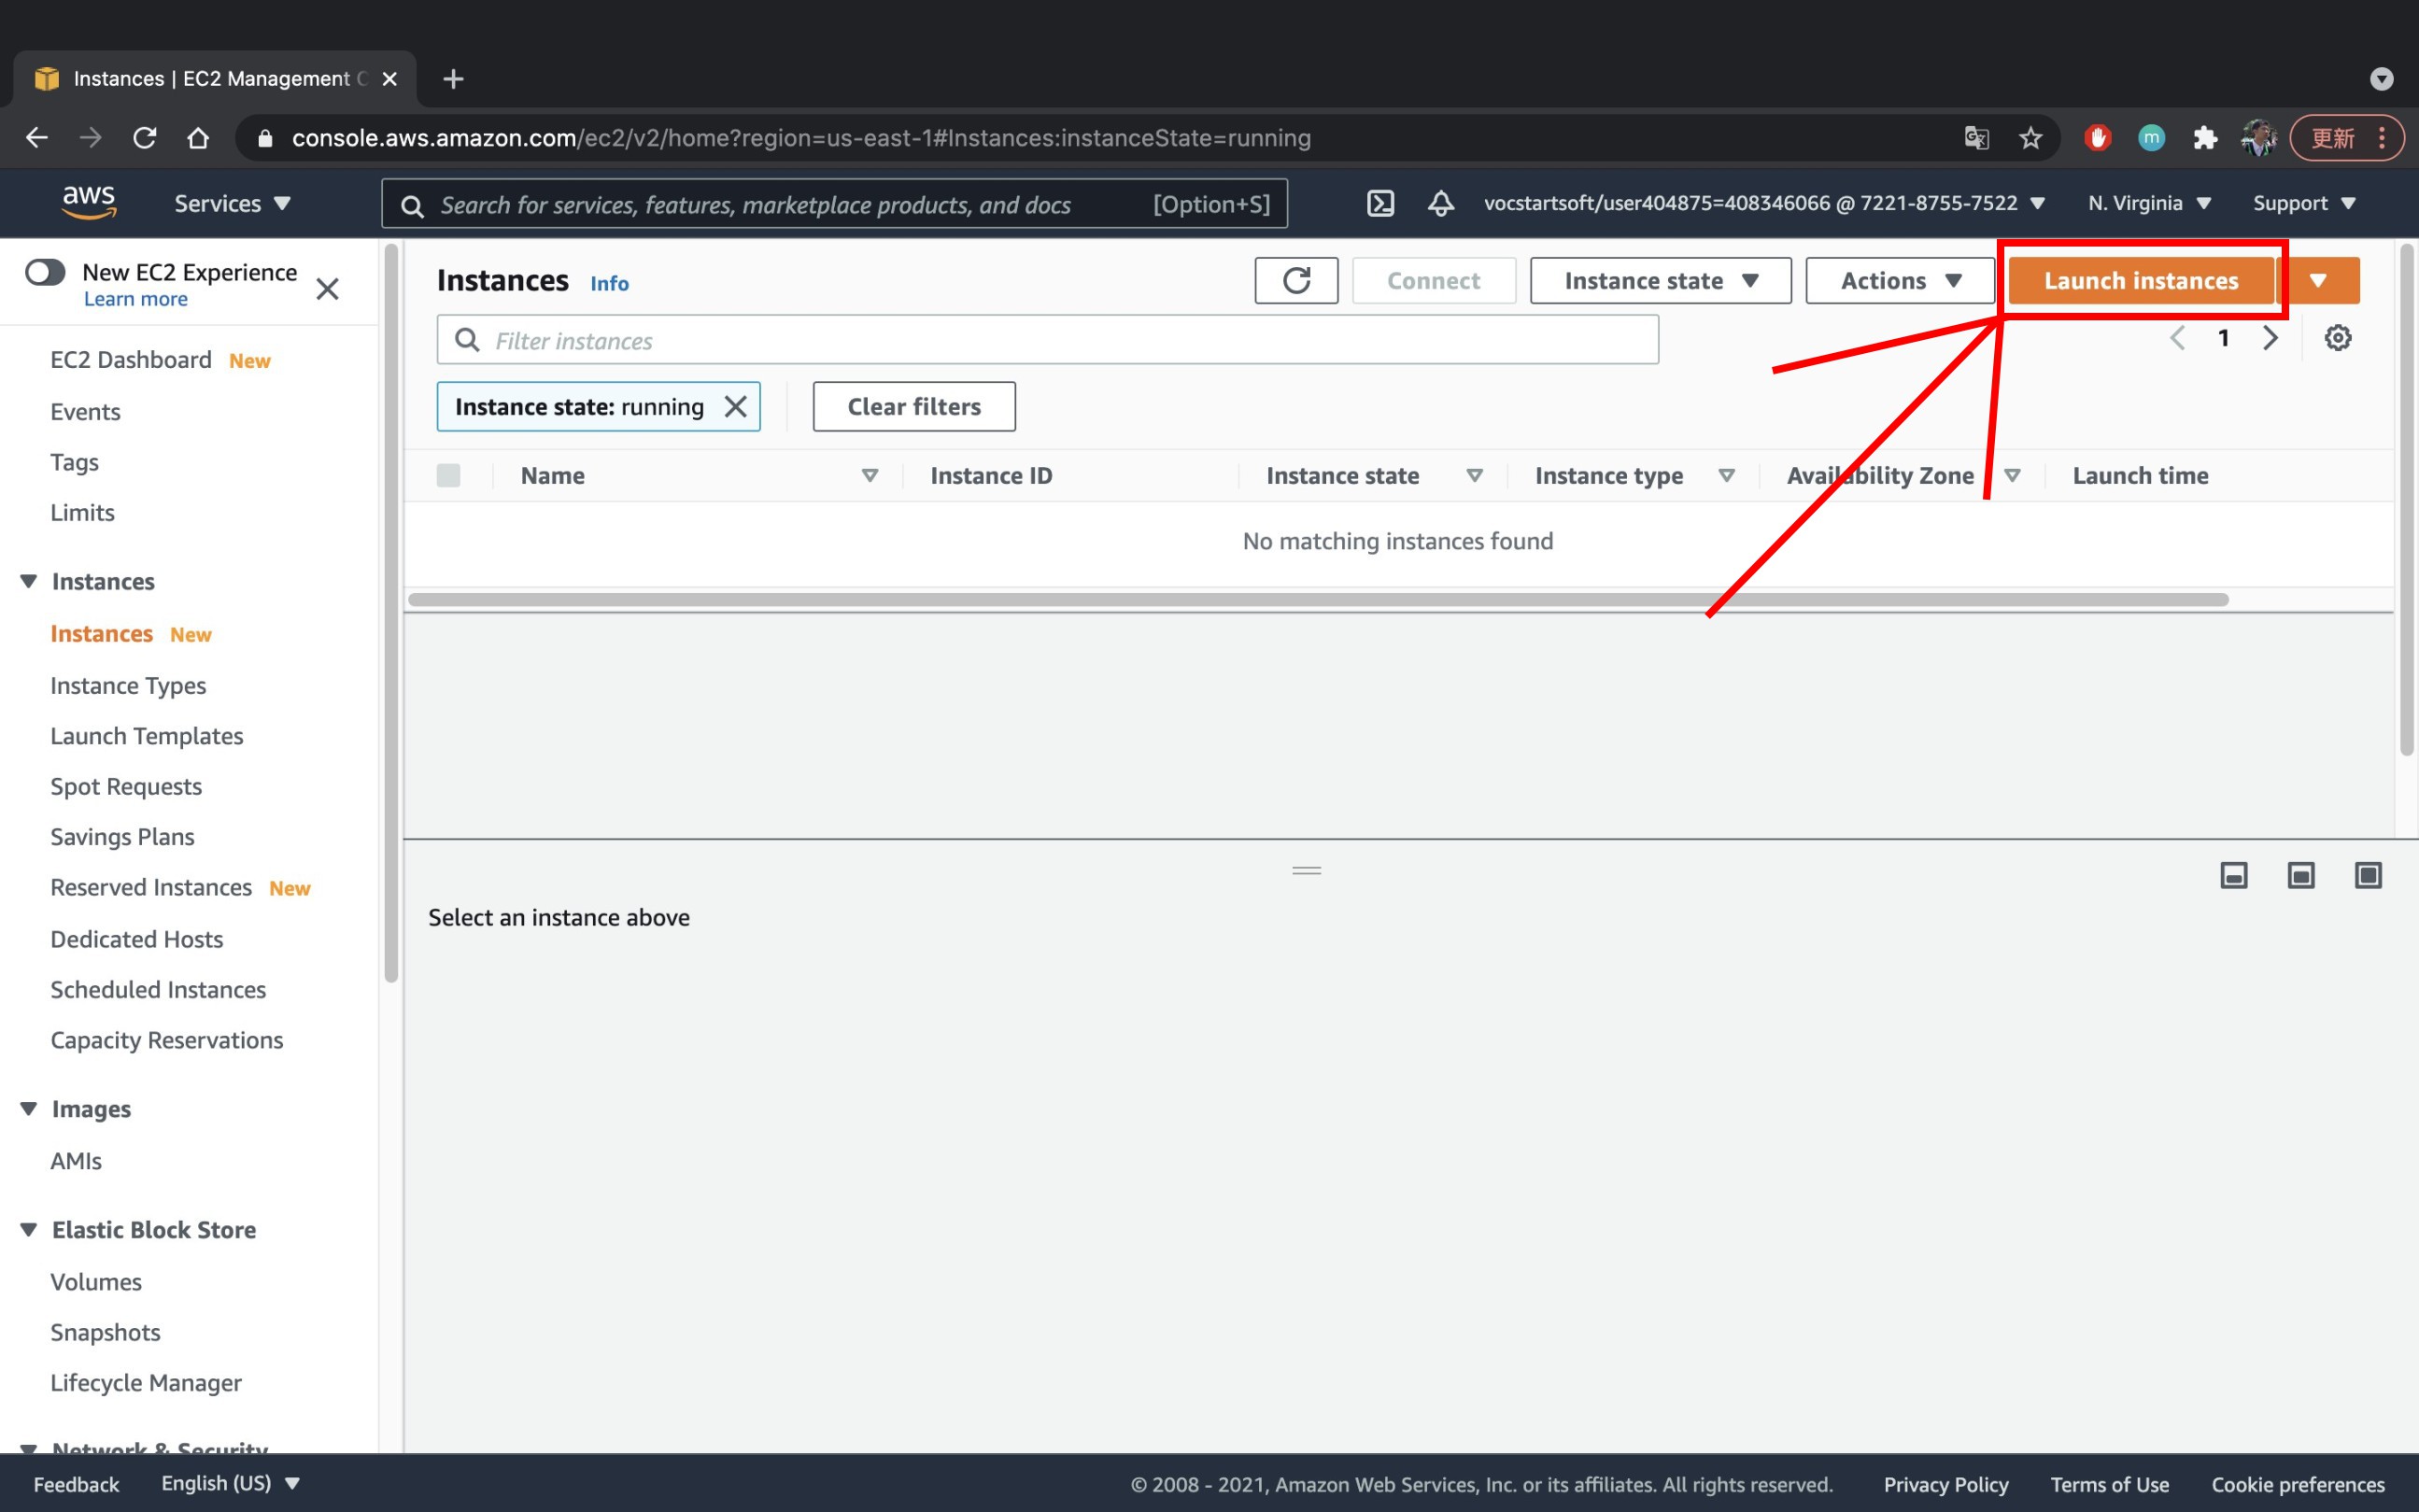 Instances | EC2 Management C
console.aws.amazon.com/ec2/v2/home?region=us-east-1#Instances:instanceState=running
m
更新
aws
Services
Search for services, features, marketplace products, and docs
[Option+S]
vocstartsoft/user404875=408346066 @ 7221-8755-7522
N. Virginia
Support
New EC2 Experience
Learn more
EC2 Dashboard New
Events
Tags
Limits
Instances
Instances New
Instance Types
Launch Templates
Spot Requests
Savings Plans
Reserved Instances New
Dedicated Hosts
Scheduled Instances
Capacity Reservations
Images
AMIs
Elastic Block Store
Volumes
Snapshots
Lifecycle Manager
Network & Security
Instances Info
Connect
Instance state
Actions
Launch instances
Filter instances
1
Instance state: running
Clear filters
Name
Instance ID
Instance state
Instance type
Availability Zone
Launch time
No matching instances found
Select an instance above
Feedback
English (US)
© 2008 - 2021, Amazon Web Services, Inc. or its affiliates. All rights reserved.
Privacy Policy
Terms of Use
Cookie preferences